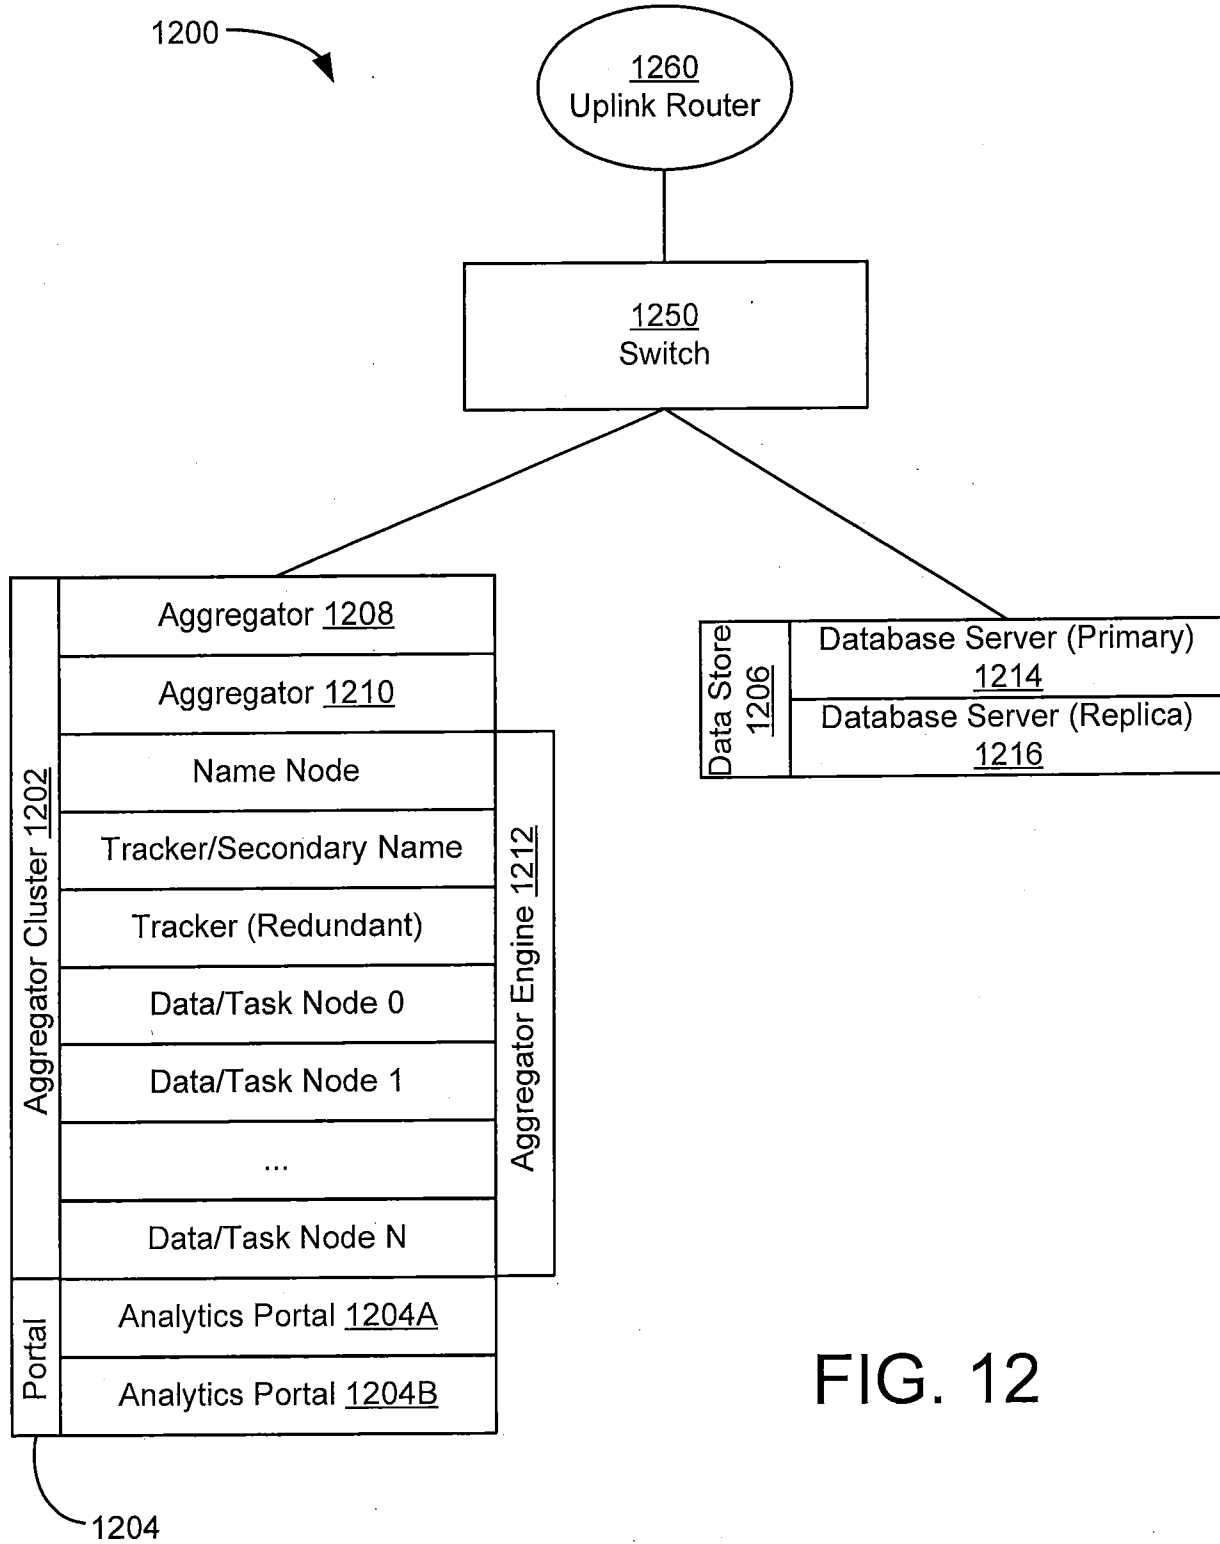 1200
1260
Uplink Router
1250
Switch
Aggregator Cluster 1202
Aggregator 1208
Aggregator 1210
Name Node
Tracker/Secondary Name
Tracker (Redundant)
Data/Task Node 0
Data/Task Node 1
...
Data/Task Node N
Aggregator Engine 1212
Portal
Analytics Portal 1204A
Analytics Portal 1204B
1204
Data Store
1206
Database Server (Primary)
1214
Database Server (Replica)
1216
FIG. 12